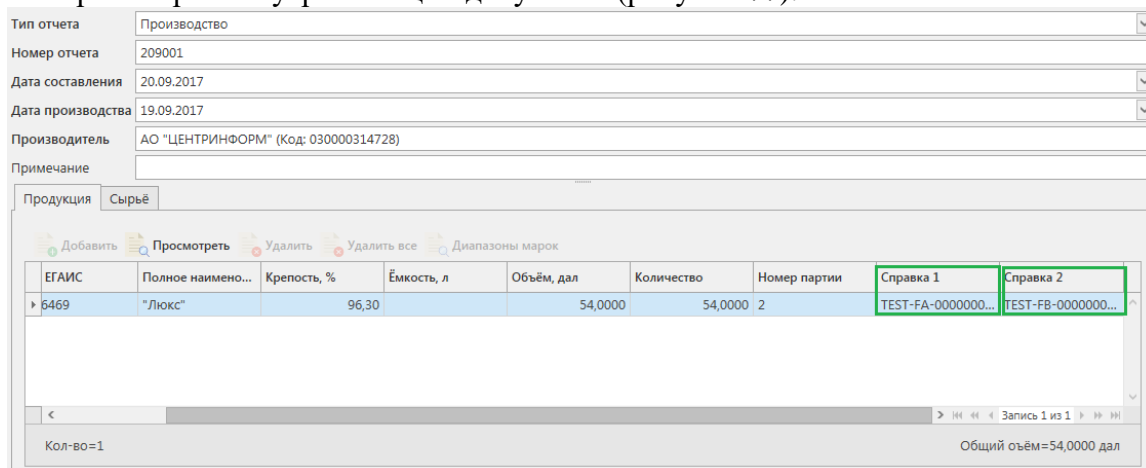 Тип отчета Производство
Номер отчета 209001
Дата составления 20.09.2017
Дата производства 19.09.2017
Производитель АО "ЦЕНТРИНФОРМ" (Код: 030000314728)
Примечание
Продукция Сырьё
Добавить Просмотреть Удалить Удалить все Диапазоны марок
ЕГАИС Полное наимено... Крепость, % Ёмкость, л Объём, дал Количество Номер партии Справка 1 Справка 2
6469 "Люкс" 96,30 54,0000 54,0000 2 TEST-FA-0000000... TEST-FB-0000000...
Запись 1 из 1
Кол-во=1 Общий оъём=54,0000 дал